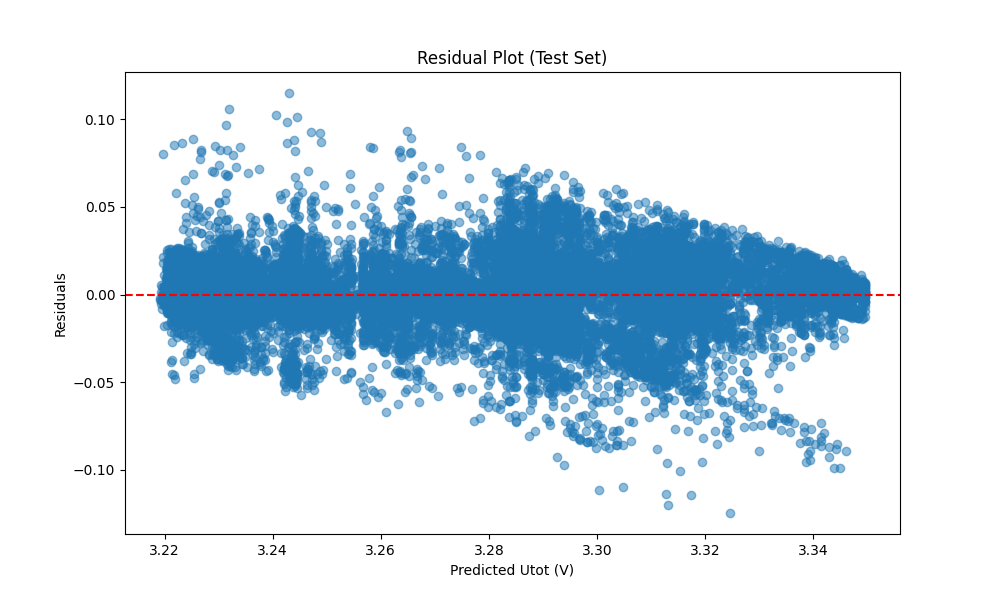 Residual Plot (Test Set)
0.10
0.05
0.00
−0.05
−0.10
Residuals
3.22 3.24 3.26 3.28 3.30 3.32 3.34
Predicted Utot (V)